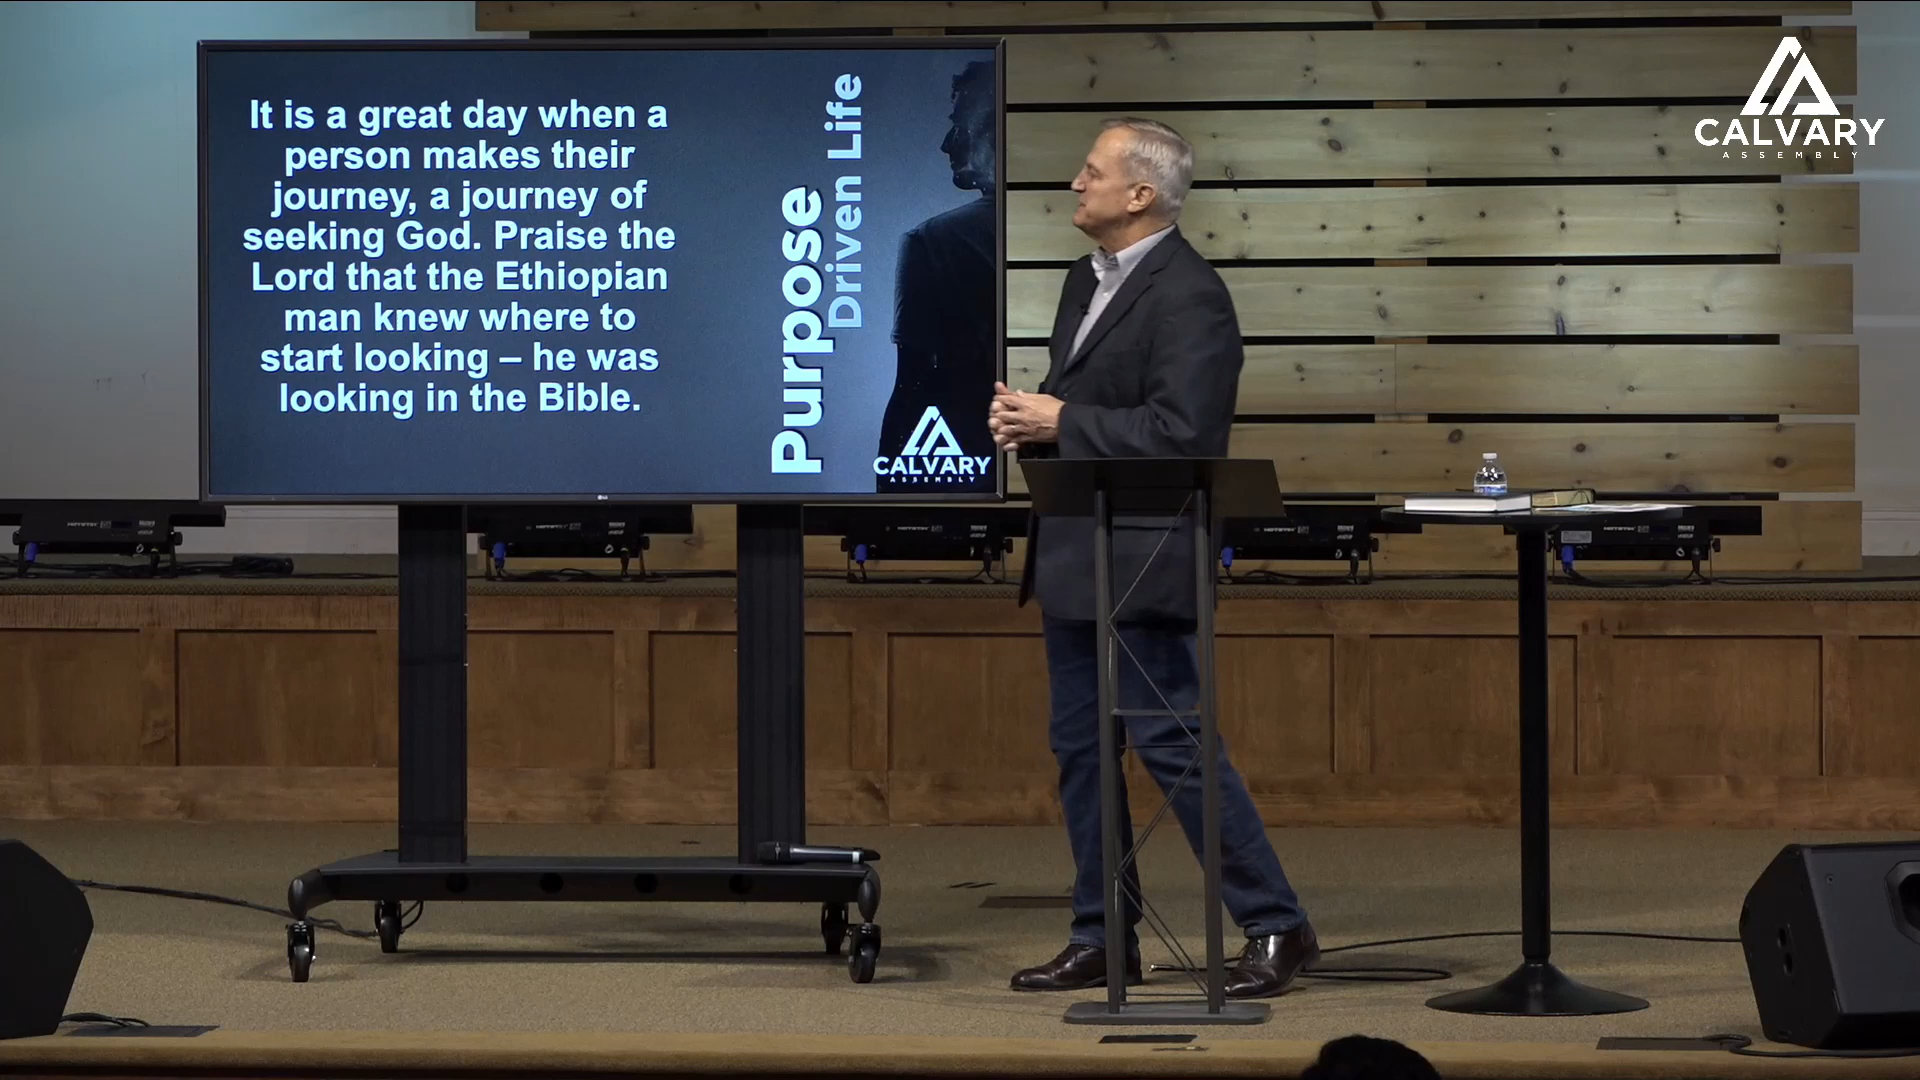 It is a great day when a
person makes their
journey, a journey of
seeking God. Praise the
Lord that the Ethiopian
man knew where to
start looking – he was
looking in the Bible.
Purpose
Driven Life
CALVARY
ASSEMBLY
CALVARY
ASSEMBLY